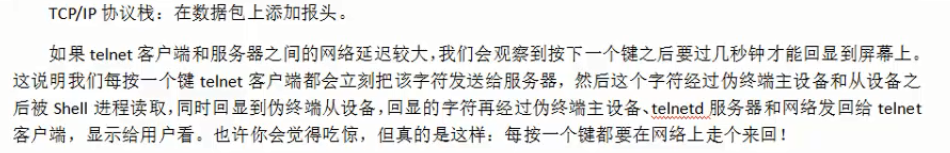 TCP/IP 协议栈：在数据包上添加报头。
如果 telnet 客户端和服务器之间的网络延迟较大，我们会观察到按下一个键之后要过几秒钟才能回显到屏幕上。
这说明我们每按一个键 telnet 客户端都会立刻把该字符发送给服务器，然后这个字符经过伪终端主设备和从设备之
后被 Shell 进程读取，同时回显到伪终端从设备，回显的字符再经过伪终端主设备、telnetd 服务器和网络发回给 telnet
客户端，显示给用户看。也许你会觉得吃惊，但真的是这样：每按一个键都要在网络上走个来回！